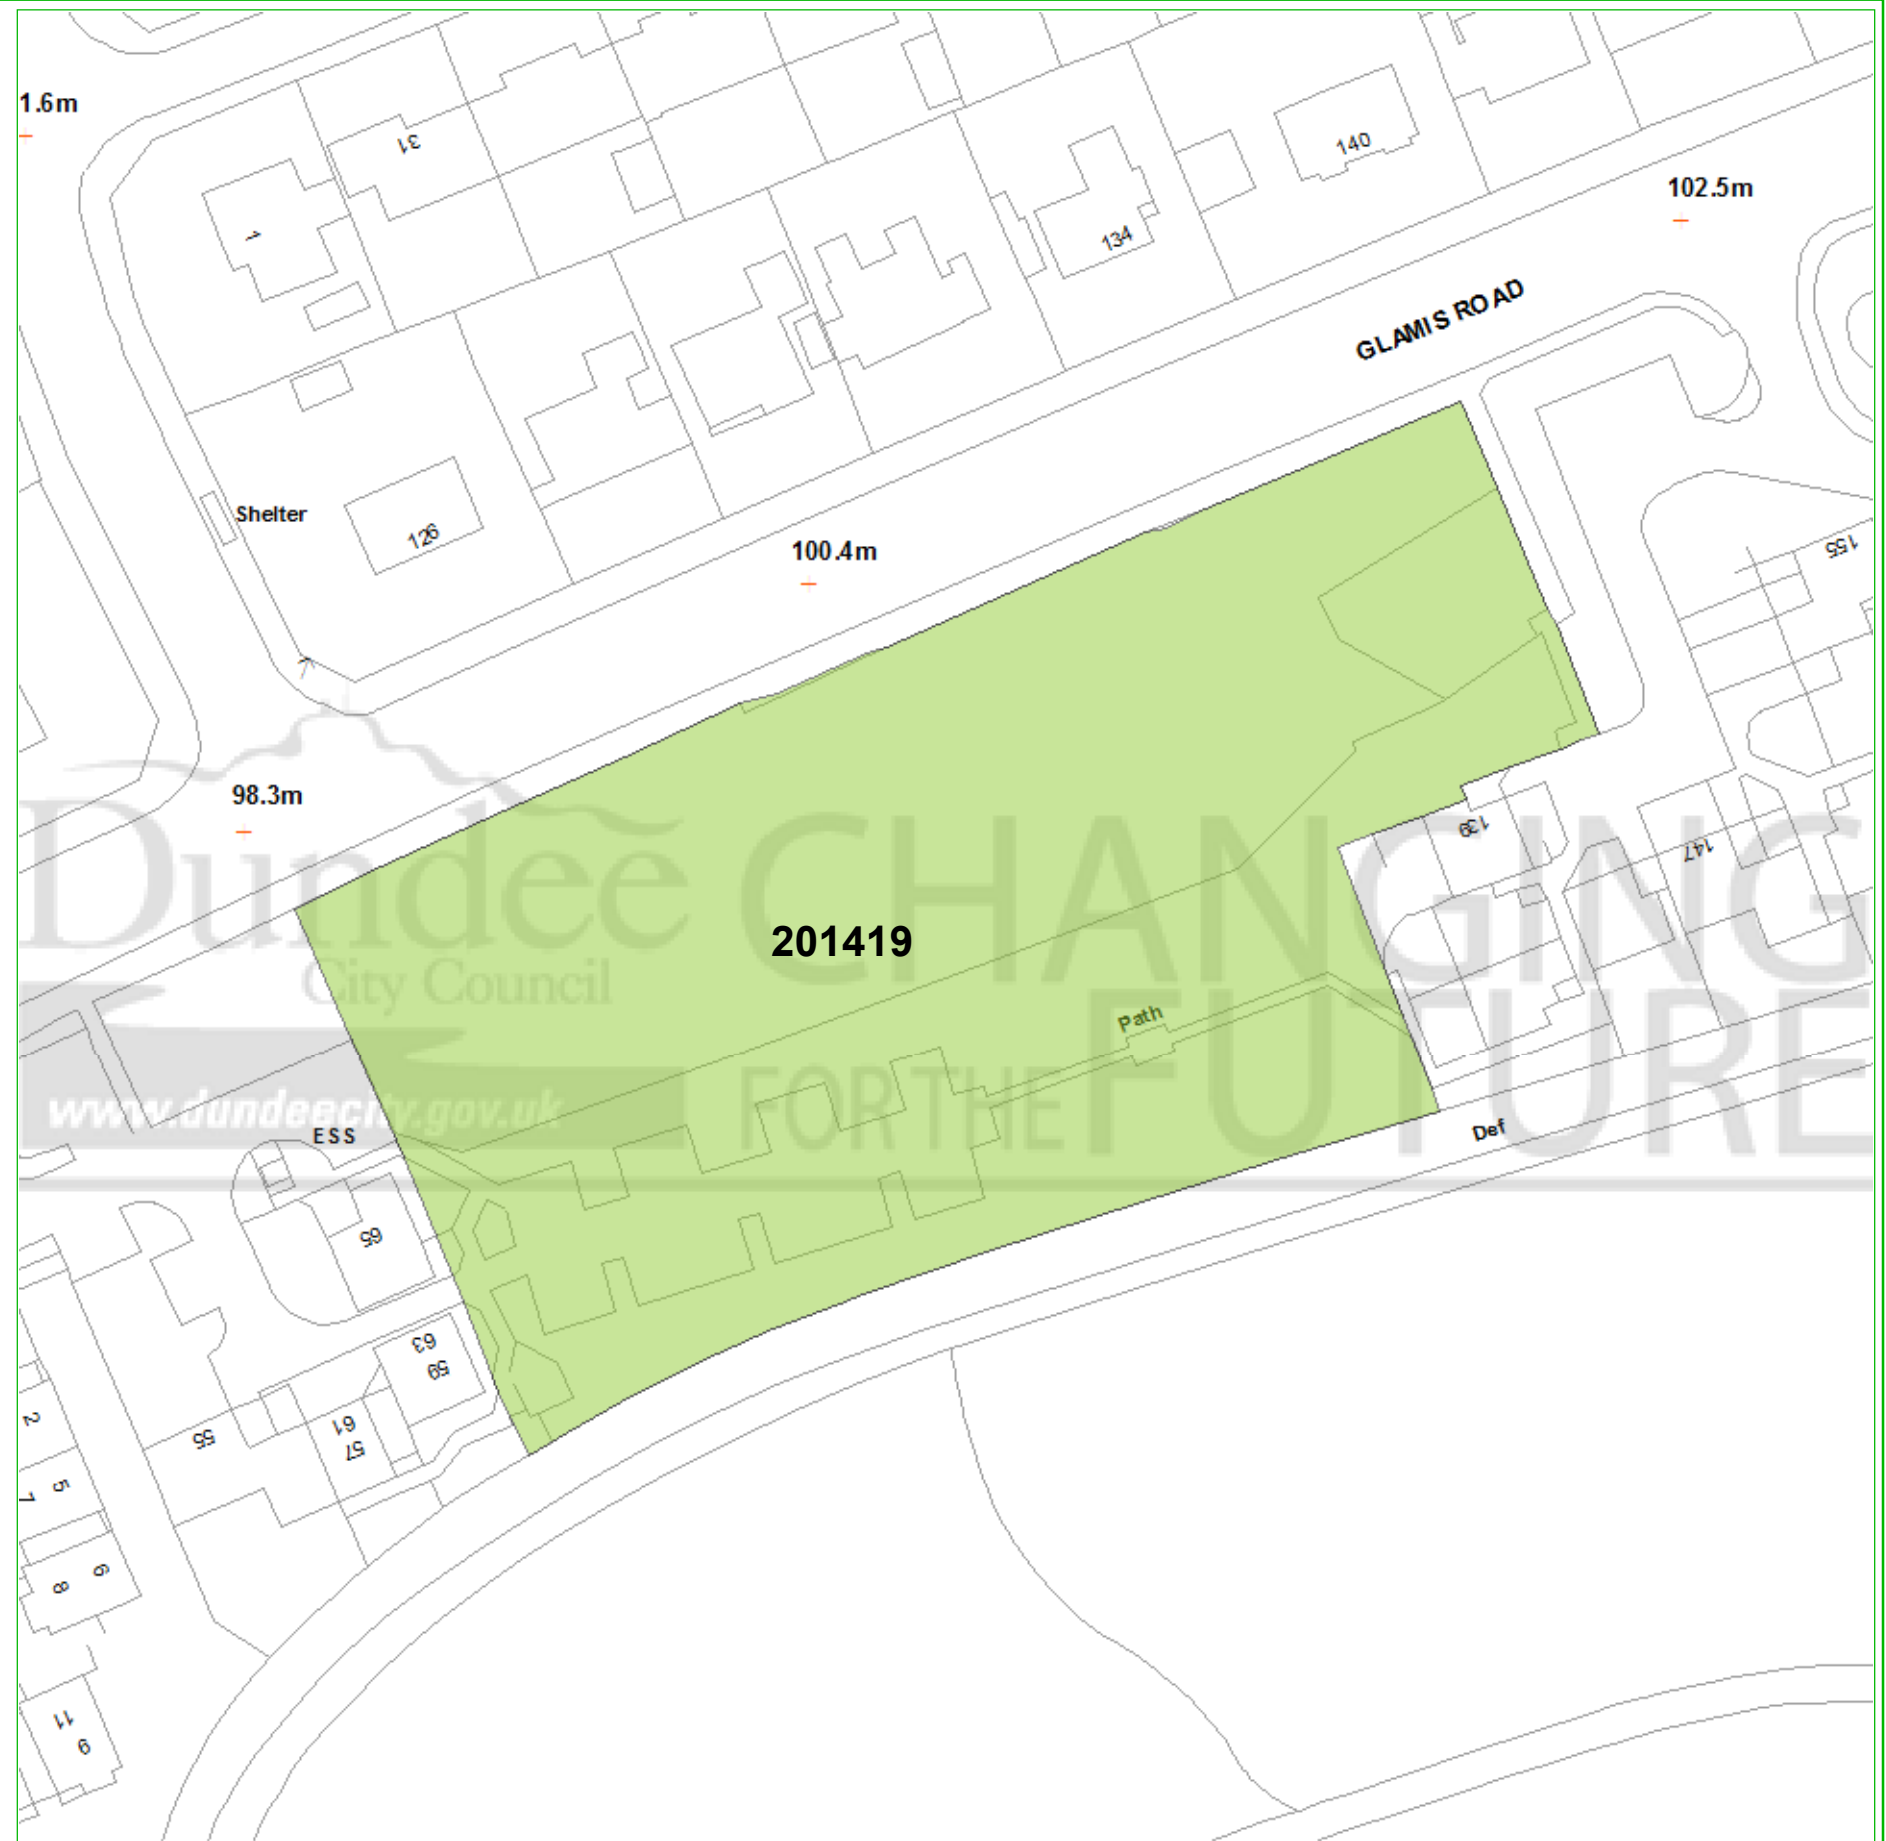 1.6m
31
140
102.5m
1
134
GLAMIS ROAD
Shelter
126
100.4m
155
98.3m
139
147
Dundee
City Council
CHANGING
FOR THE FUTURE
www.dundeecity.gov.uk
201419
Path
ESS
Def
65
63
59
61
57
55
2
5
7
6
8
11
9